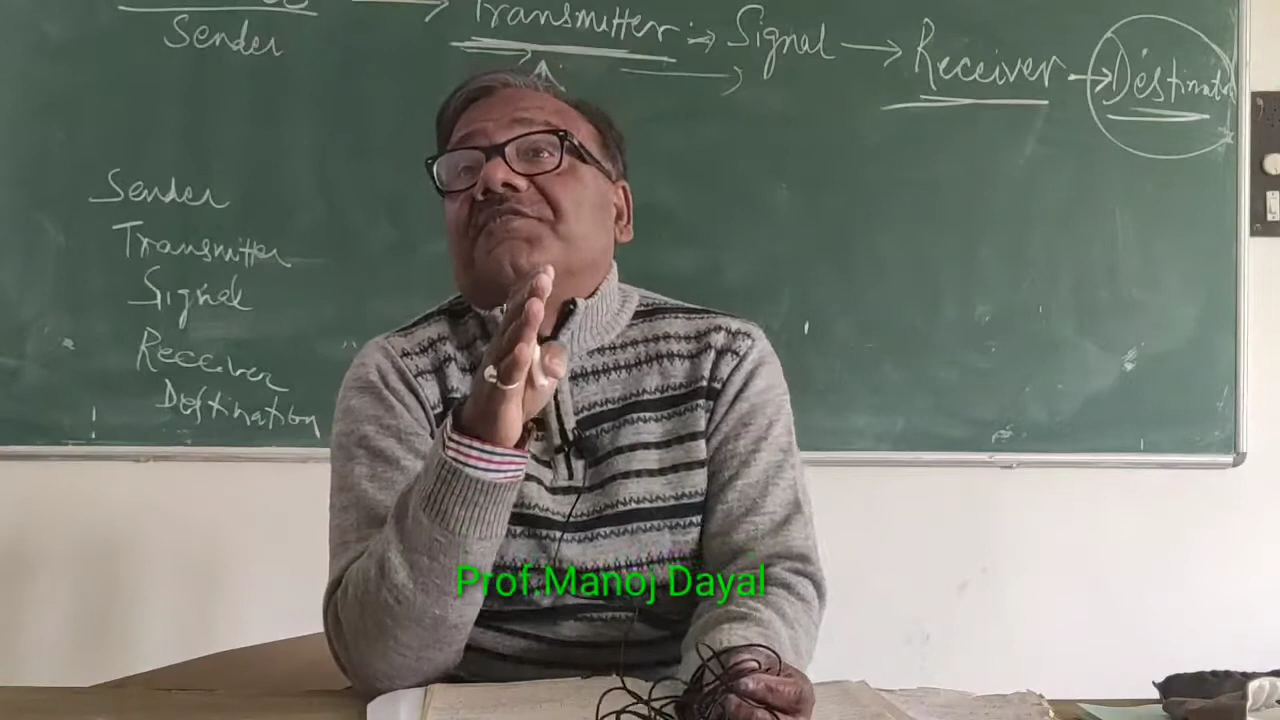 Transmitter → Signal → Receiver → Destination
Sender
Sender
Transmitter
Signal
Receiver
Destination
Prof.Manoj Dayal